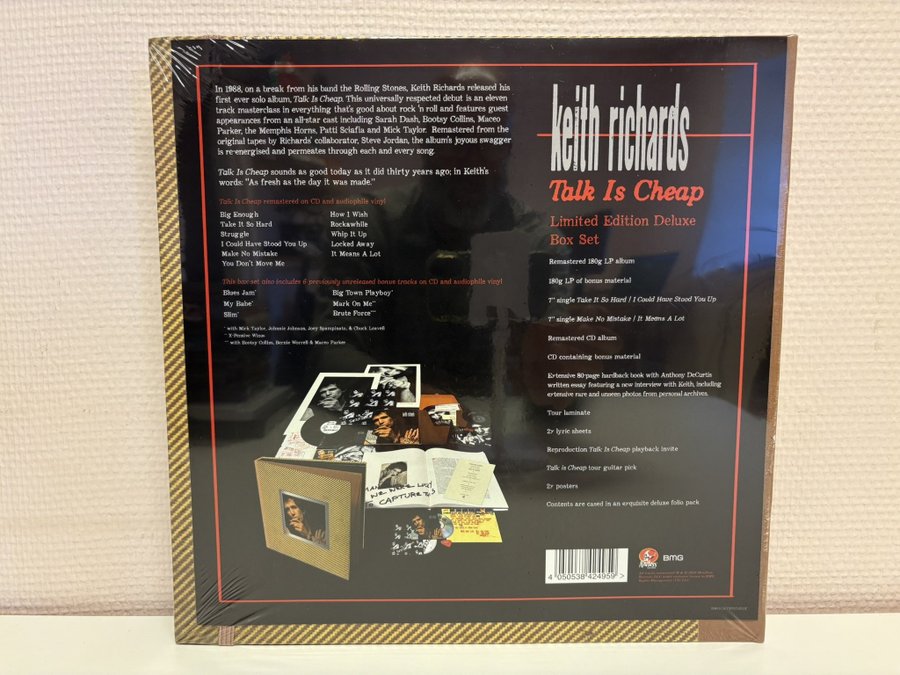 In 1988, on a break from his band the Rolling Stones, Keith Richards released his
first ever solo album, Talk Is Cheap. This universally respected debut is an eleven
track masterclass in everything that's good about rock 'n roll and features guest
appearances from an all-star cast including Sarah Dash, Bootsy Collins, Maceo
Parker, the Memphis Horns, Patti Scialfa and Mick Taylor. Remastered from the
original tapes by Richards' collaborator, Steve Jordan, the album's joyous swagger
is re-energised and permeates through each and every song.
Talk Is Cheap sounds as good today as it did thirty years ago; in Keith's
words: "As fresh as the day it was made."
Talk Is Cheap remastered on CD and audiophile vinyl
Big Enough
Take It So Hard
Struggle
I Could Have Stood You Up
Make No Mistake
You Don't Move Me
How I Wish
Rockawhile
Whip It Up
Locked Away
It Means A Lot
This box set also includes 6 previously unreleased bonus tracks on CD and audiophile vinyl
Blues Jam*
My Babe*
Slim*
Big Town Playboy*
Mark On Me**
Brute Force***
* with Mick Taylor, Johnnie Johnson, Joey Spampinato, & Chuck Leavell
** X-Pensive Winos
*** with Bootsy Collins, Bernie Worrell & Maceo Parker
keith richards
Talk Is Cheap
Limited Edition Deluxe
Box Set
Remastered 180g LP album
180g LP of bonus material
7" single Take It So Hard / I Could Have Stood You Up
7" single Make No Mistake / It Means A Lot
Remastered CD album
CD containing bonus material
Extensive 80-page hardback book with Anthony DeCurtis
written essay featuring a new interview with Keith, including
extensive rare and unseen photos from personal archives.
Tour laminate
2x lyric sheets
Reproduction Talk Is Cheap playback invite
Talk is Cheap tour guitar pick
2x posters
Contents are cased in an exquisite deluxe folio pack
WE WERE
CAPTURE
4 050538 424959 >
BMG